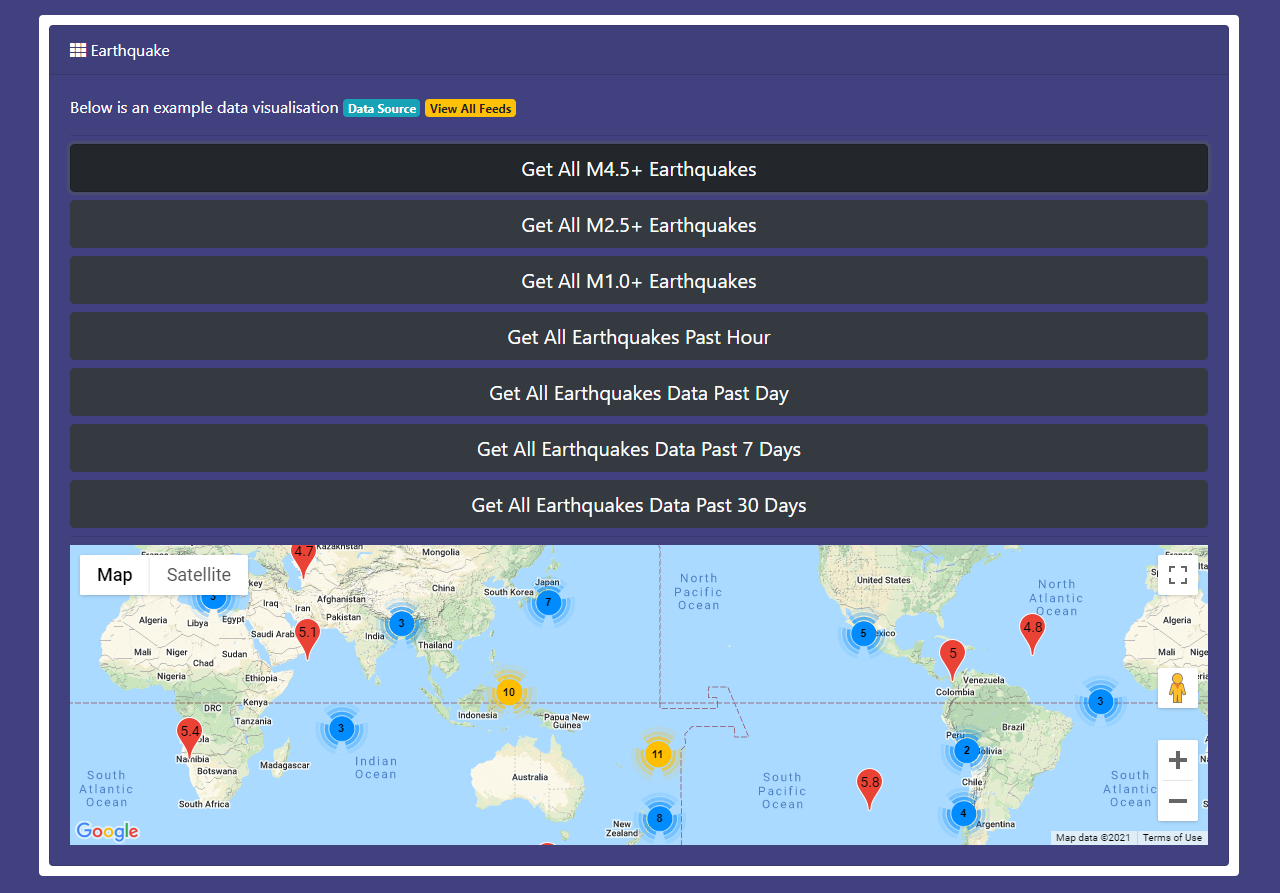 Earthquake
Below is an example data visualisation Data Source View All Feeds
Get All M4.5+ Earthquakes
Get All M2.5+ Earthquakes
Get All M1.0+ Earthquakes
Get All Earthquakes Past Hour
Get All Earthquakes Data Past Day
Get All Earthquakes Data Past 7 Days
Get All Earthquakes Data Past 30 Days
Map Satellite
4.7
Kazakhstan
Mongolia
North
Pacific
Ocean
United States
North
Atlantic
Ocean
China
Japan
South Korea
7
3
Iraq
Iran
Afghanistan
Pakistan
Algeria
Libya
Egypt
Saudi Arab
5.1
India
3
Thailand
5
4.8
Algeria
Mali
Niger
Chad
Sudan
Nigeria
Ethiopia
5
Venezuela
Colombia
Mali
10
Indonesia
Papua New
Guinea
DRC
Kenya
Tanzania
3
3
5.4
Namibia
Botswana
Madagascar
South Africa
11
Brazil
Peru
2
Bolivia
Indian
Ocean
Australia
South
Atlantic
Ocean
South
Pacific
Ocean
5.8
Chile
4
Argentina
South
Atlantic
Ocean
New
Zealand
8
Google
Map data ©2021 Terms of Use